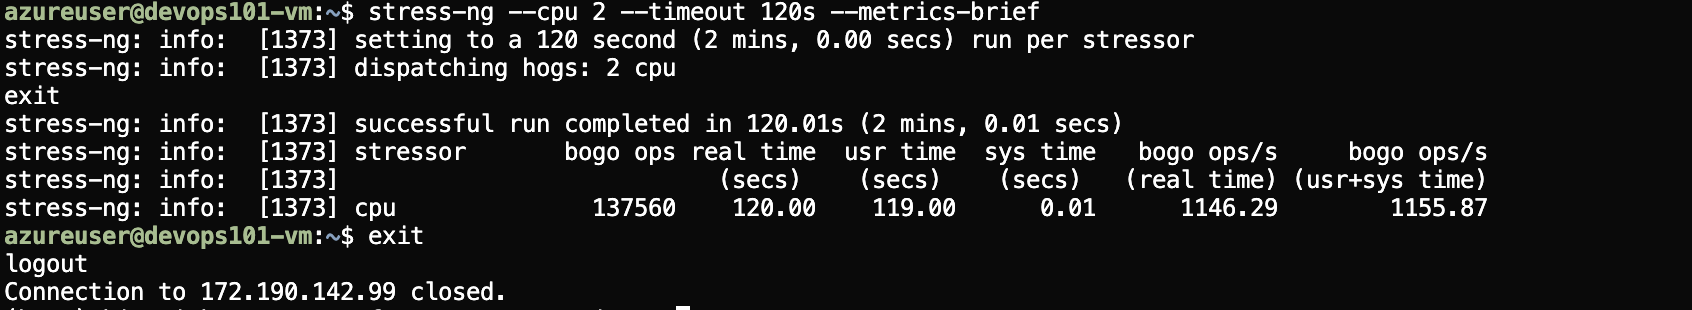 azureuser@devops101-vm:~$ stress-ng --cpu 2 --timeout 120s --metrics-brief
stress-ng: info:  [1373] setting to a 120 second (2 mins, 0.00 secs) run per stressor
stress-ng: info:  [1373] dispatching hogs: 2 cpu
exit
stress-ng: info:  [1373] successful run completed in 120.01s (2 mins, 0.01 secs)
stress-ng: info:  [1373] stressor       bogo ops real time  usr time  sys time   bogo ops/s     bogo ops/s
stress-ng: info:  [1373]                           (secs)    (secs)    (secs)   (real time) (usr+sys time)
stress-ng: info:  [1373] cpu              137560    120.00    119.00      0.01      1146.29        1155.87
azureuser@devops101-vm:~$ exit
logout
Connection to 172.190.142.99 closed.